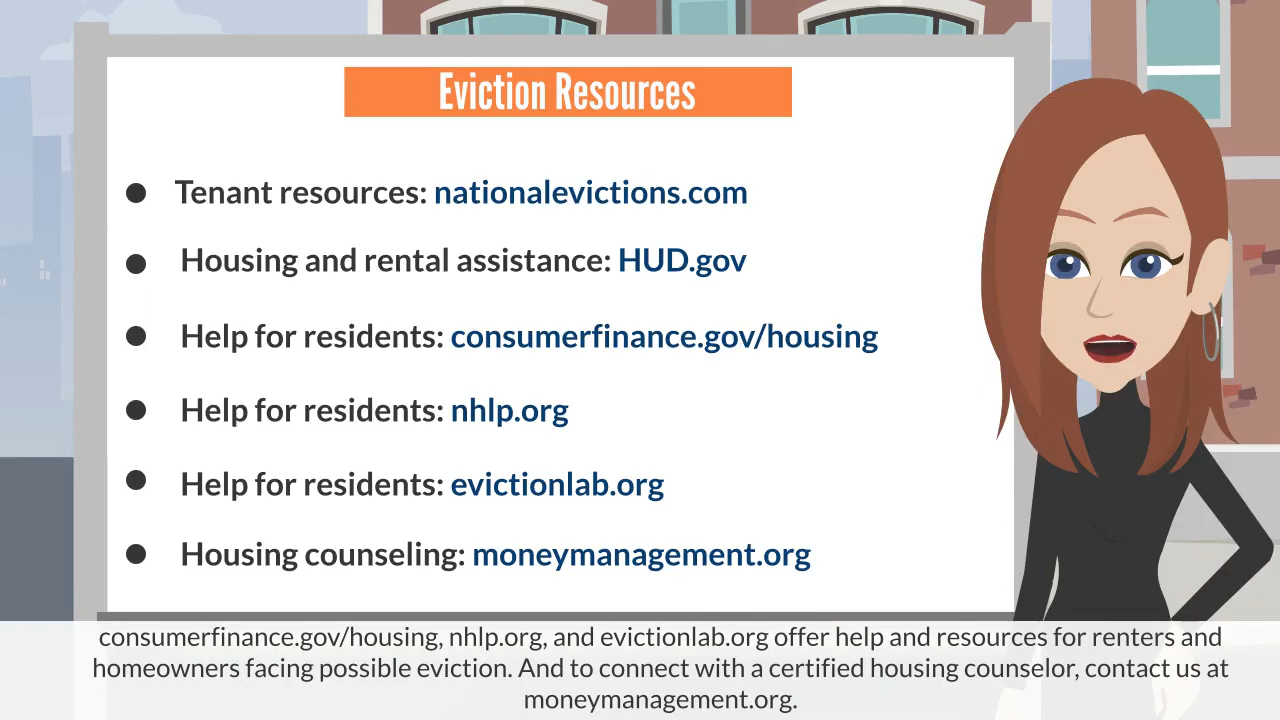 Eviction Resources
Tenant resources: nationalevictions.com
Housing and rental assistance: HUD.gov
Help for residents: consumerfinance.gov/housing
Help for residents: nhlp.org
Help for residents: evictionlab.org
Housing counseling: moneymanagement.org
consumerfinance.gov/housing, nhlp.org, and evictionlab.org offer help and resources for renters and
homeowners facing possible eviction. And to connect with a certified housing counselor, contact us at
moneymanagement.org.